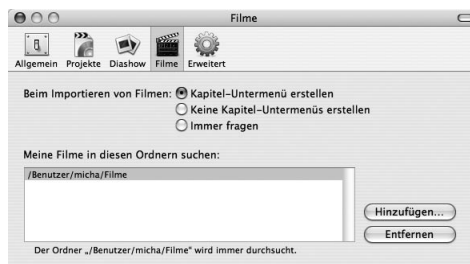 Filme
Allgemein Projekte Diashow Filme Erweitert
Beim Importieren von Filmen: Kapitel-Untermenü erstellen
Keine Kapitel-Untermenüs erstellen
Immer fragen
Meine Filme in diesen Ordnern suchen:
/Benutzer/micha/Filme
Hinzufügen...
Entfernen
Der Ordner „/Benutzer/micha/Filme“ wird immer durchsucht.